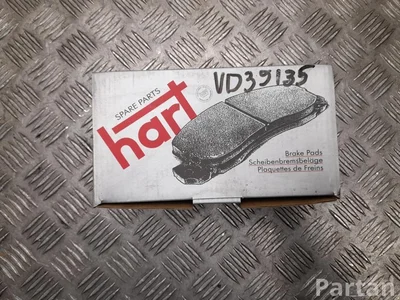 VD39135
SPARE PARTS
hart
Brake Pads
Scheibenbremsbeläge
Plaquettes de Freins
Partan